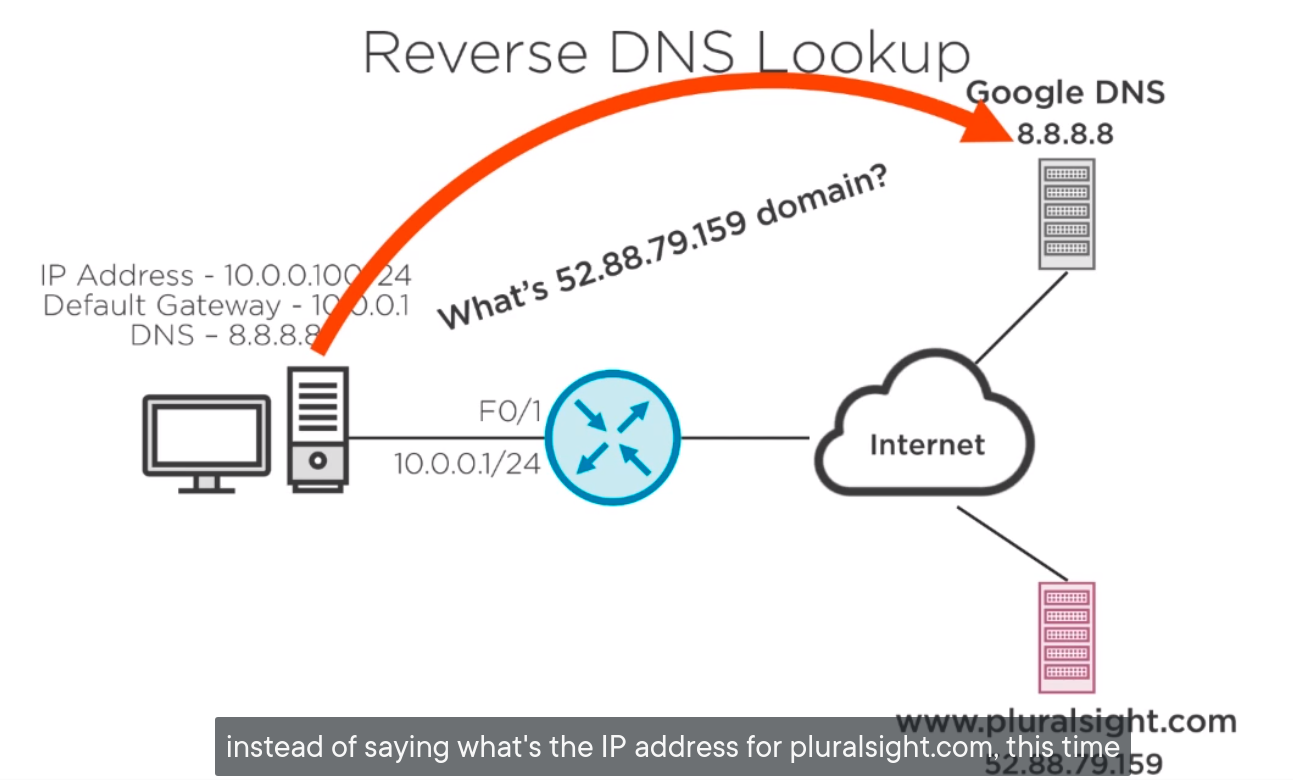 Reverse DNS Lookup
Google DNS
8.8.8.8
What's 52.88.79.159 domain?
IP Address - 10.0.0.100/24
Default Gateway - 10.0.0.1
DNS - 8.8.8.8
F0/1
10.0.0.1/24
Internet
www.pluralsight.com
52.88.79.159
instead of saying what's the IP address for pluralsight.com, this time